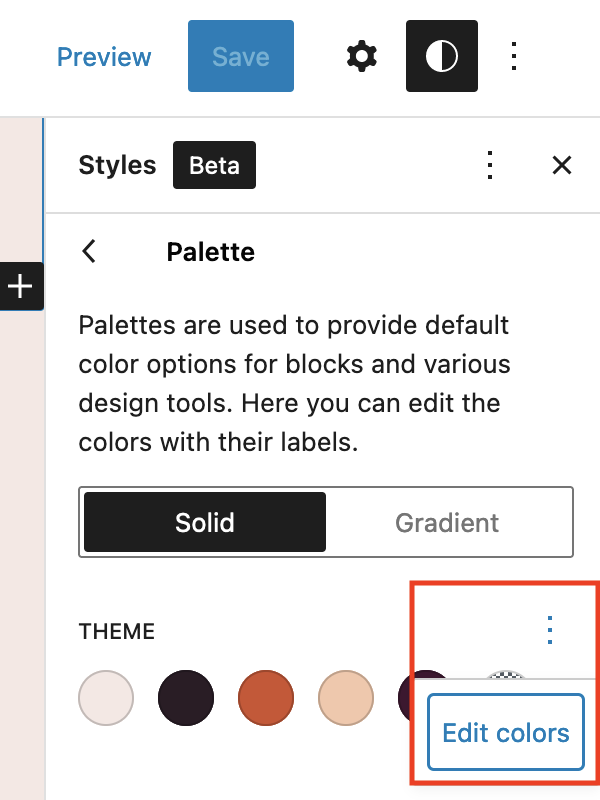 Preview Save
Styles Beta
Palette
Palettes are used to provide default
color options for blocks and various
design tools. Here you can edit the
colors with their labels.
Solid Gradient
THEME
Edit colors